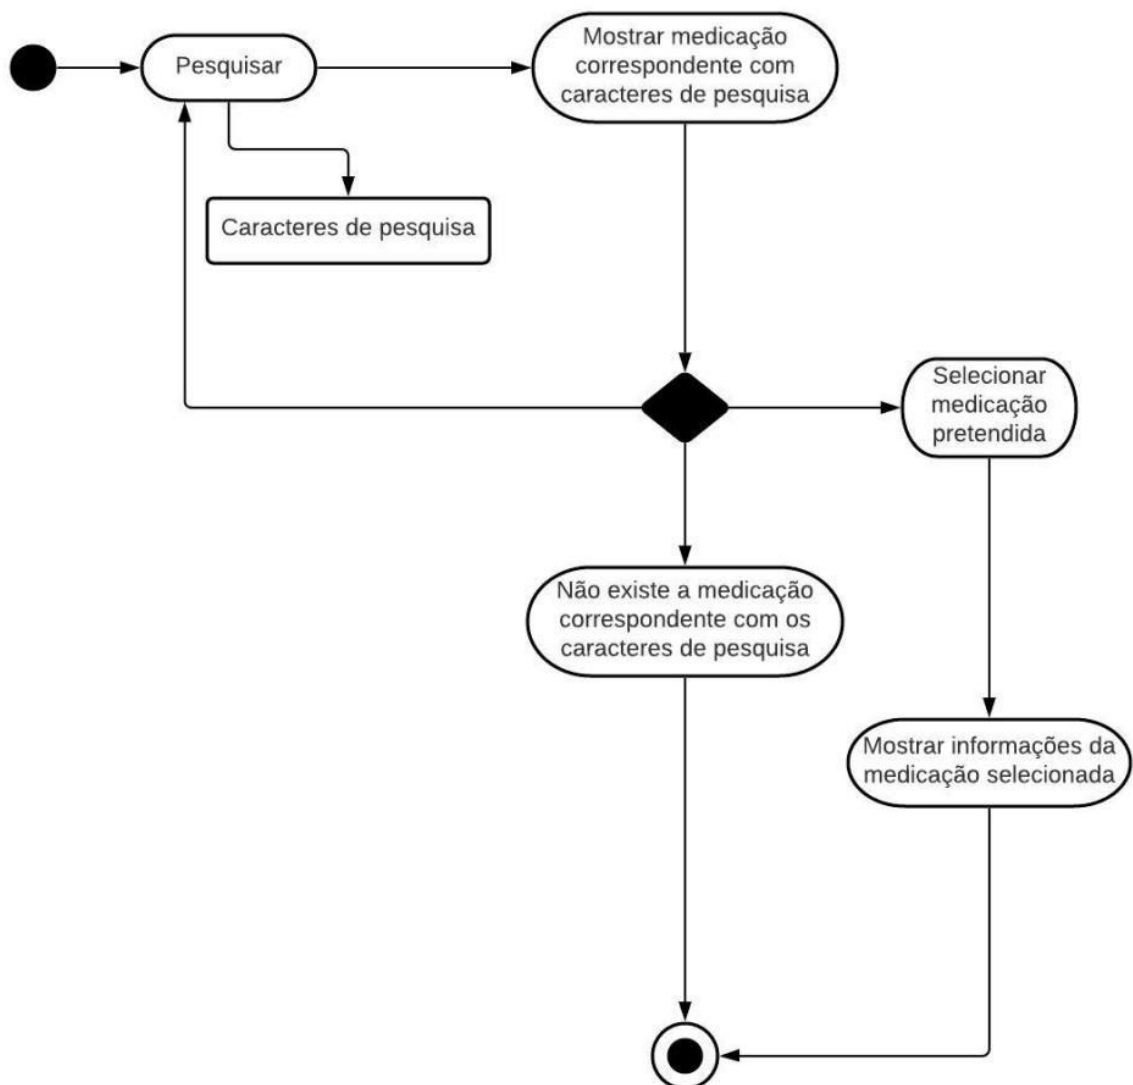 Pesquisar
Mostrar medicação
correspondente com
caracteres de pesquisa
Caracteres de pesquisa
Selecionar
medicação
pretendida
Não existe a medicação
correspondente com os
caracteres de pesquisa
Mostrar informações da
medicação selecionada